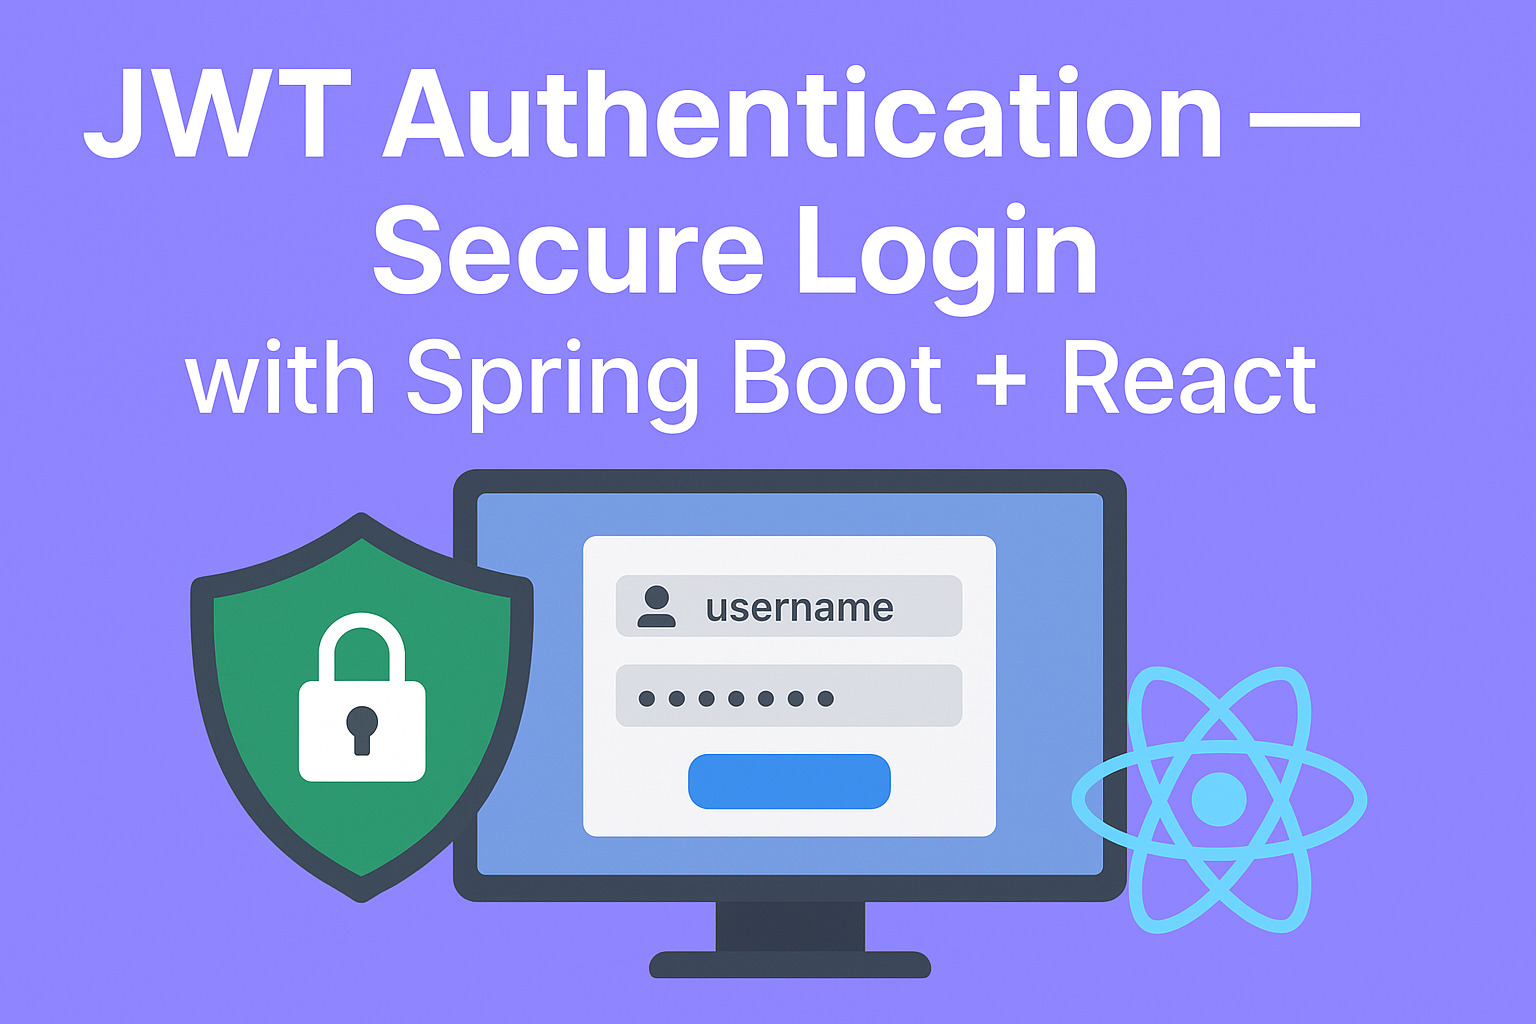 JWT Authentication —
Secure Login
with Spring Boot + React
username